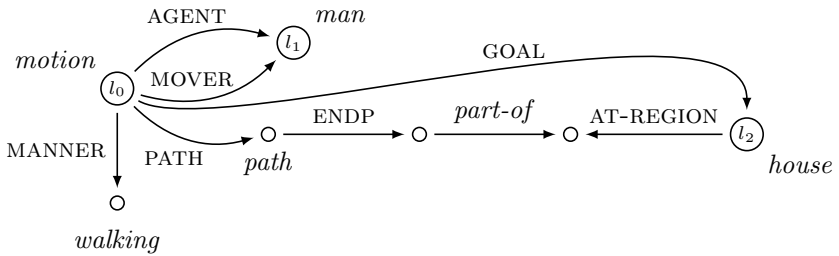 AGENT
man
l₁
motion
GOAL
MOVER
l₀
ENDP
part-of
AT-REGION
l₂
MANNER
PATH
path
house
walking